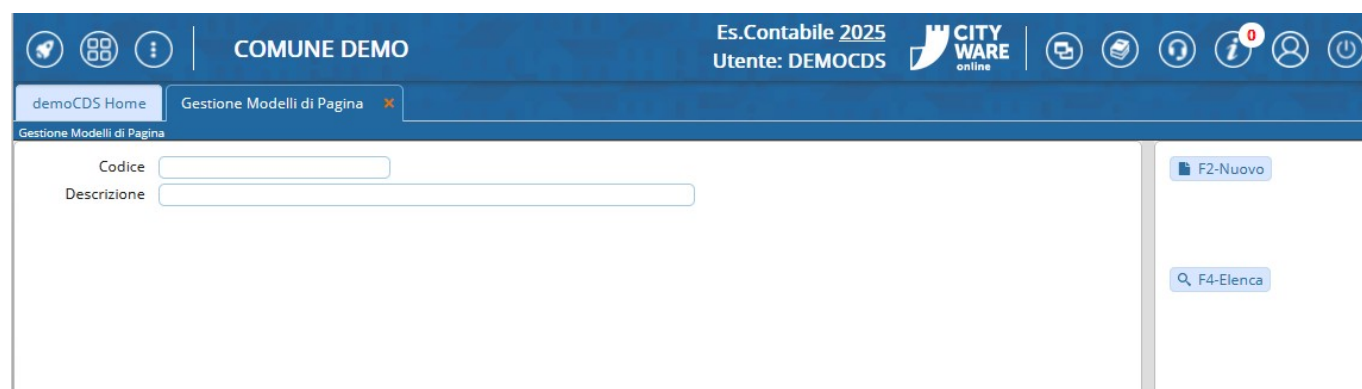 COMUNE DEMO
Es.Contabile 2025
Utente: DEMOCDS
CITY
WARE
online
0
demoCDS Home
Gestione Modelli di Pagina
Gestione Modelli di Pagina
Codice
Descrizione
F2-Nuovo
F4-Elenca